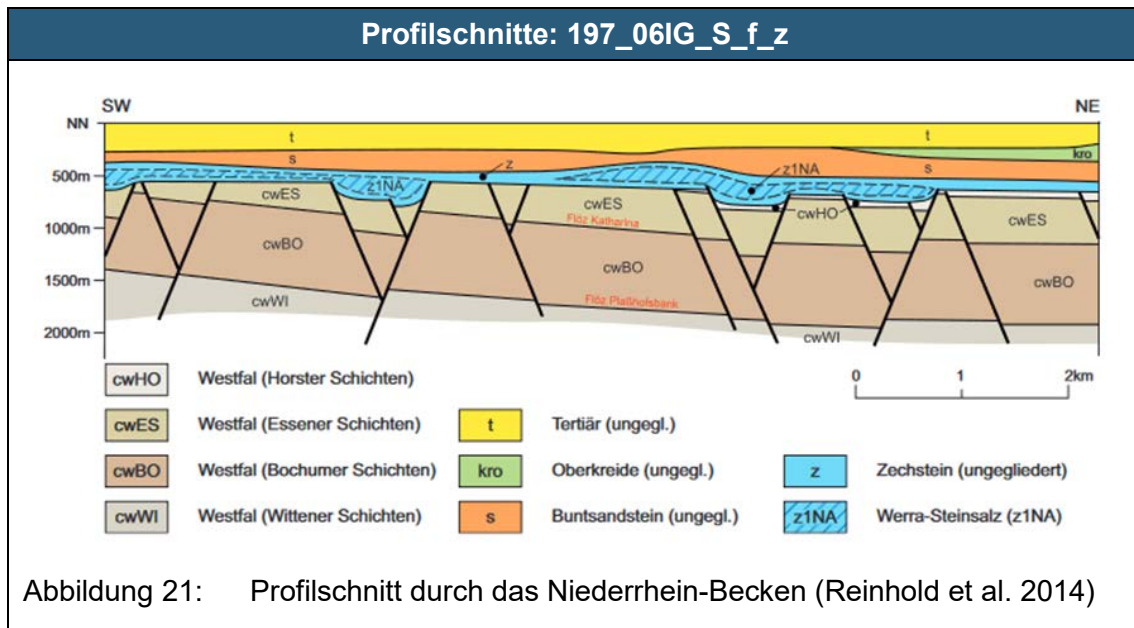 Profilschnitte: 197_06IG_S_f_z
SW NE
NN
t t
s kro
z z1NA s
500m
z1NA
cwES cwES cwHO cwES
Flöz Katharina
1000m
cwBO cwBO cwBO
1500m
cwWI Flöz Plaßhofsbank
2000m cwWI
cwHO Westfal (Horster Schichten) 0 1 2km
cwES Westfal (Essener Schichten) t Tertiär (ungegl.)
cwBO Westfal (Bochumer Schichten) kro Oberkreide (ungegl.) z Zechstein (ungegliedert)
cwWI Westfal (Wittener Schichten) s Buntsandstein (ungegl.) z1NA Werra-Steinsalz (z1NA)
Abbildung 21: Profilschnitt durch das Niederrhein-Becken (Reinhold et al. 2014)